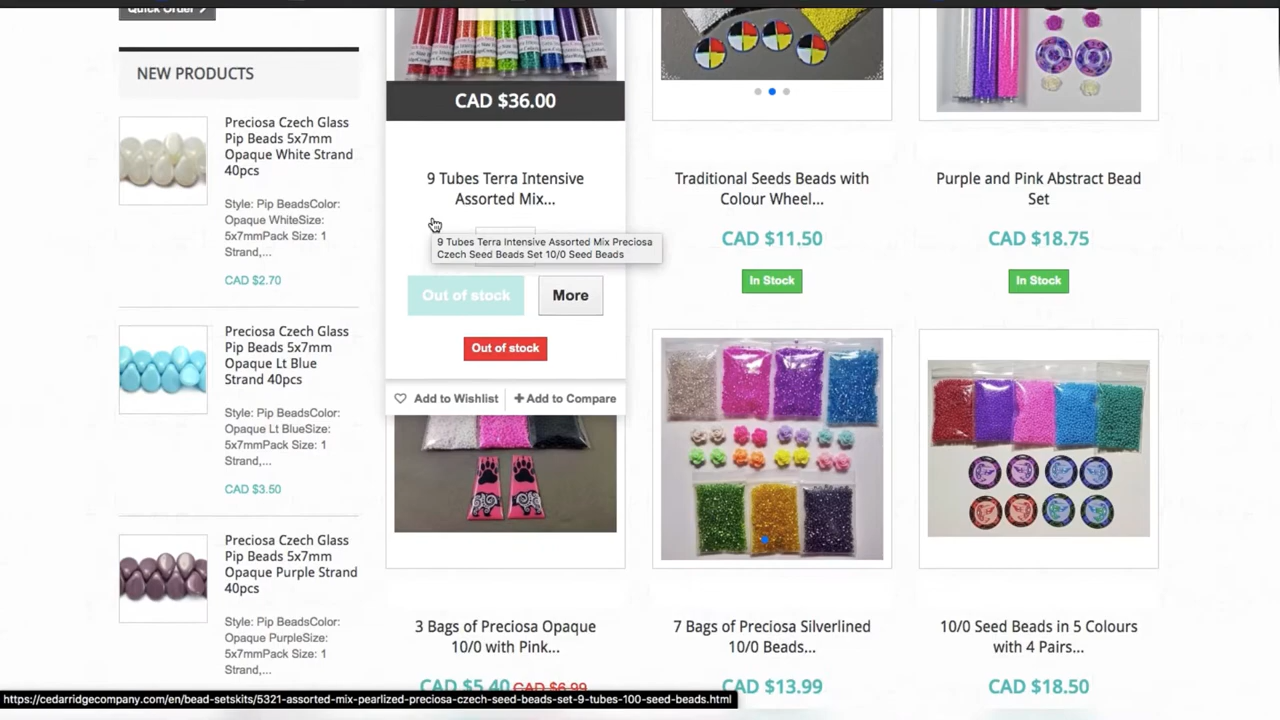 Quick Order >
NEW PRODUCTS
Preciosa Czech Glass
Pip Beads 5x7mm
Opaque White Strand
40pcs
Style: Pip BeadsColor:
Opaque WhiteSize:
5x7mmPack Size: 1
Strand,...
CAD $2.70
Preciosa Czech Glass
Pip Beads 5x7mm
Opaque Lt Blue
Strand 40pcs
Style: Pip BeadsColor:
Opaque Lt BlueSize:
5x7mmPack Size: 1
Strand,...
CAD $3.50
Preciosa Czech Glass
Pip Beads 5x7mm
Opaque Purple Strand
40pcs
Style: Pip BeadsColor:
Opaque PurpleSize:
5x7mmPack Size: 1
Strand,...
CAD $36.00
9 Tubes Terra Intensive
Assorted Mix...
9 Tubes Terra Intensive Assorted Mix Preciosa
Czech Seed Beads Set 10/0 Seed Beads
Out of stock
More
Out of stock
Add to Wishlist
+Add to Compare
Traditional Seeds Beads with
Colour Wheel...
CAD $11.50
In Stock
Purple and Pink Abstract Bead
Set
CAD $18.75
In Stock
3 Bags of Preciosa Opaque
10/0 with Pink...
CAD $5.40 CAD $6.99
7 Bags of Preciosa Silverlined
10/0 Beads...
CAD $13.99
10/0 Seed Beads in 5 Colours
with 4 Pairs...
CAD $18.50
https://cedarridgecompany.com/en/bead-setskits/5321-assorted-mix-pearlized-preciosa-czech-seed-beads-set-9-tubes-100-seed-beads.html